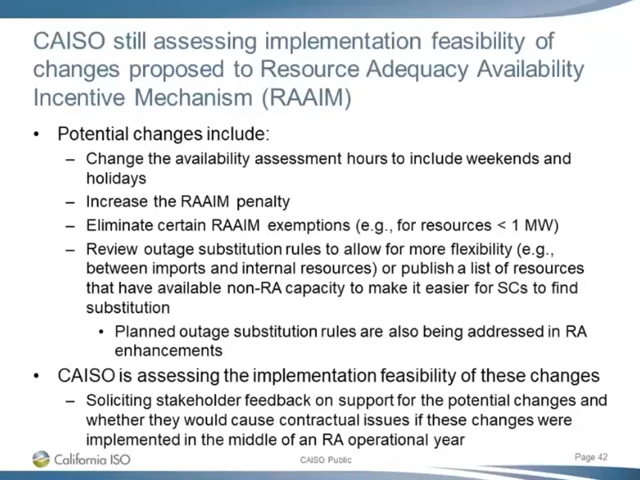 CAISO still assessing implementation feasibility of
changes proposed to Resource Adequacy Availability
Incentive Mechanism (RAAIM)
• Potential changes include:
– Change the availability assessment hours to include weekends and
holidays
– Increase the RAAIM penalty
– Eliminate certain RAAIM exemptions (e.g., for resources < 1 MW)
– Review outage substitution rules to allow for more flexibility (e.g.,
between imports and internal resources) or publish a list of resources
that have available non-RA capacity to make it easier for SCs to find
substitution
• Planned outage substitution rules are also being addressed in RA
enhancements
• CAISO is assessing the implementation feasibility of these changes
– Soliciting stakeholder feedback on support for the potential changes and
whether they would cause contractual issues if these changes were
implemented in the middle of an RA operational year
California ISO
CAISO Public
Page 42